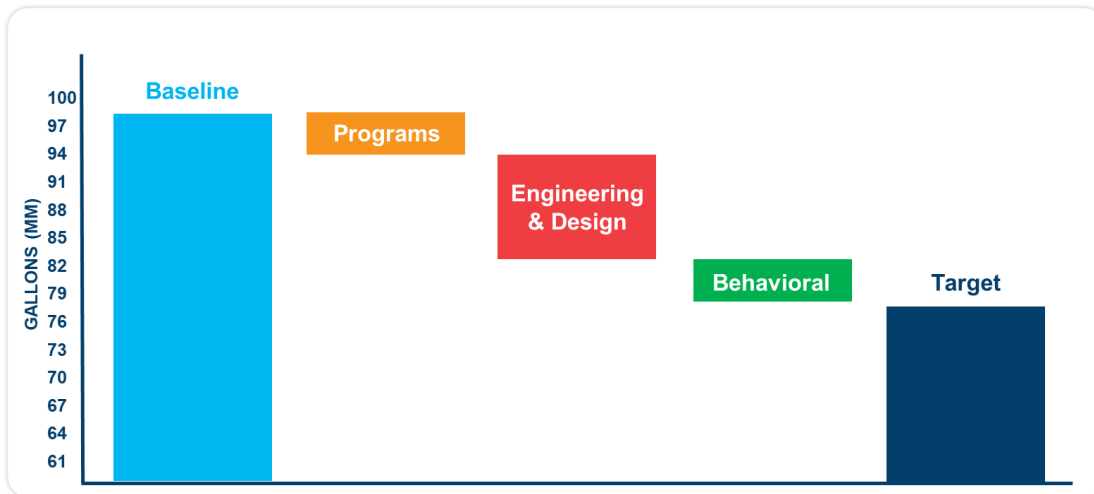 Baseline
Programs
Engineering
& Design
Behavioral
Target
GALLONS (MM)
100
97
94
91
88
85
82
79
76
73
70
67
64
61